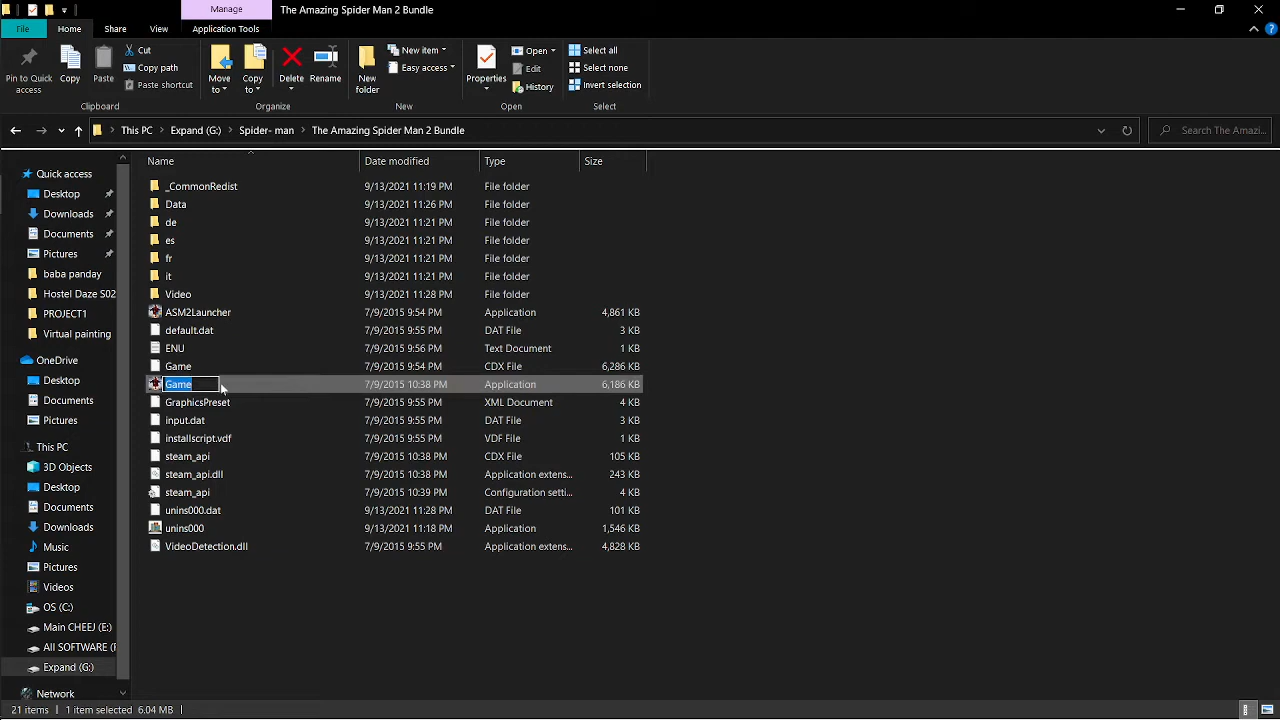 Manage
The Amazing Spider Man 2 Bundle
File
Home
Share
View
Application Tools
Pin to Quick
access
Copy
Paste
Cut
Copy path
Paste shortcut
Clipboard
Move
to
Copy
to
Delete
Rename
Organize
New
folder
New item
Easy access
New
Properties
Open
Edit
History
Open
Select all
Select none
Invert selection
Select
This PC
Expand (G:)
Spider- man
The Amazing Spider Man 2 Bundle
Search The Amazi...
Name
Date modified
Type
Size
Quick access
Desktop
Downloads
Documents
Pictures
baba panday
Hostel Daze S02
PROJECT1
Virtual painting
OneDrive
Desktop
Documents
Pictures
This PC
3D Objects
Desktop
Documents
Downloads
Music
Pictures
Videos
OS (C:)
Main CHEEJ (E:)
All SOFTWARE (F
Expand (G:)
Network
_CommonRedist 9/13/2021 11:19 PM File folder
Data 9/13/2021 11:26 PM File folder
de 9/13/2021 11:21 PM File folder
es 9/13/2021 11:21 PM File folder
fr 9/13/2021 11:21 PM File folder
it 9/13/2021 11:21 PM File folder
Video 9/13/2021 11:28 PM File folder
ASM2Launcher 7/9/2015 9:54 PM Application 4,861 KB
default.dat 7/9/2015 9:55 PM DAT File 3 KB
ENU 7/9/2015 9:56 PM Text Document 1 KB
Game 7/9/2015 9:54 PM CDX File 6,286 KB
Game 7/9/2015 10:38 PM Application 6,186 KB
GraphicsPreset 7/9/2015 9:55 PM XML Document 4 KB
input.dat 7/9/2015 9:55 PM DAT File 3 KB
installscript.vdf 7/9/2015 9:55 PM VDF File 1 KB
steam_api 7/9/2015 10:38 PM CDX File 105 KB
steam_api.dll 7/9/2015 10:38 PM Application extens... 243 KB
steam_api 7/9/2015 10:39 PM Configuration setti... 4 KB
unins000.dat 9/13/2021 11:28 PM DAT File 101 KB
unins000 9/13/2021 11:18 PM Application 1,546 KB
VideoDetection.dll 7/9/2015 9:55 PM Application extens... 4,828 KB
21 items
1 item selected 6.04 MB